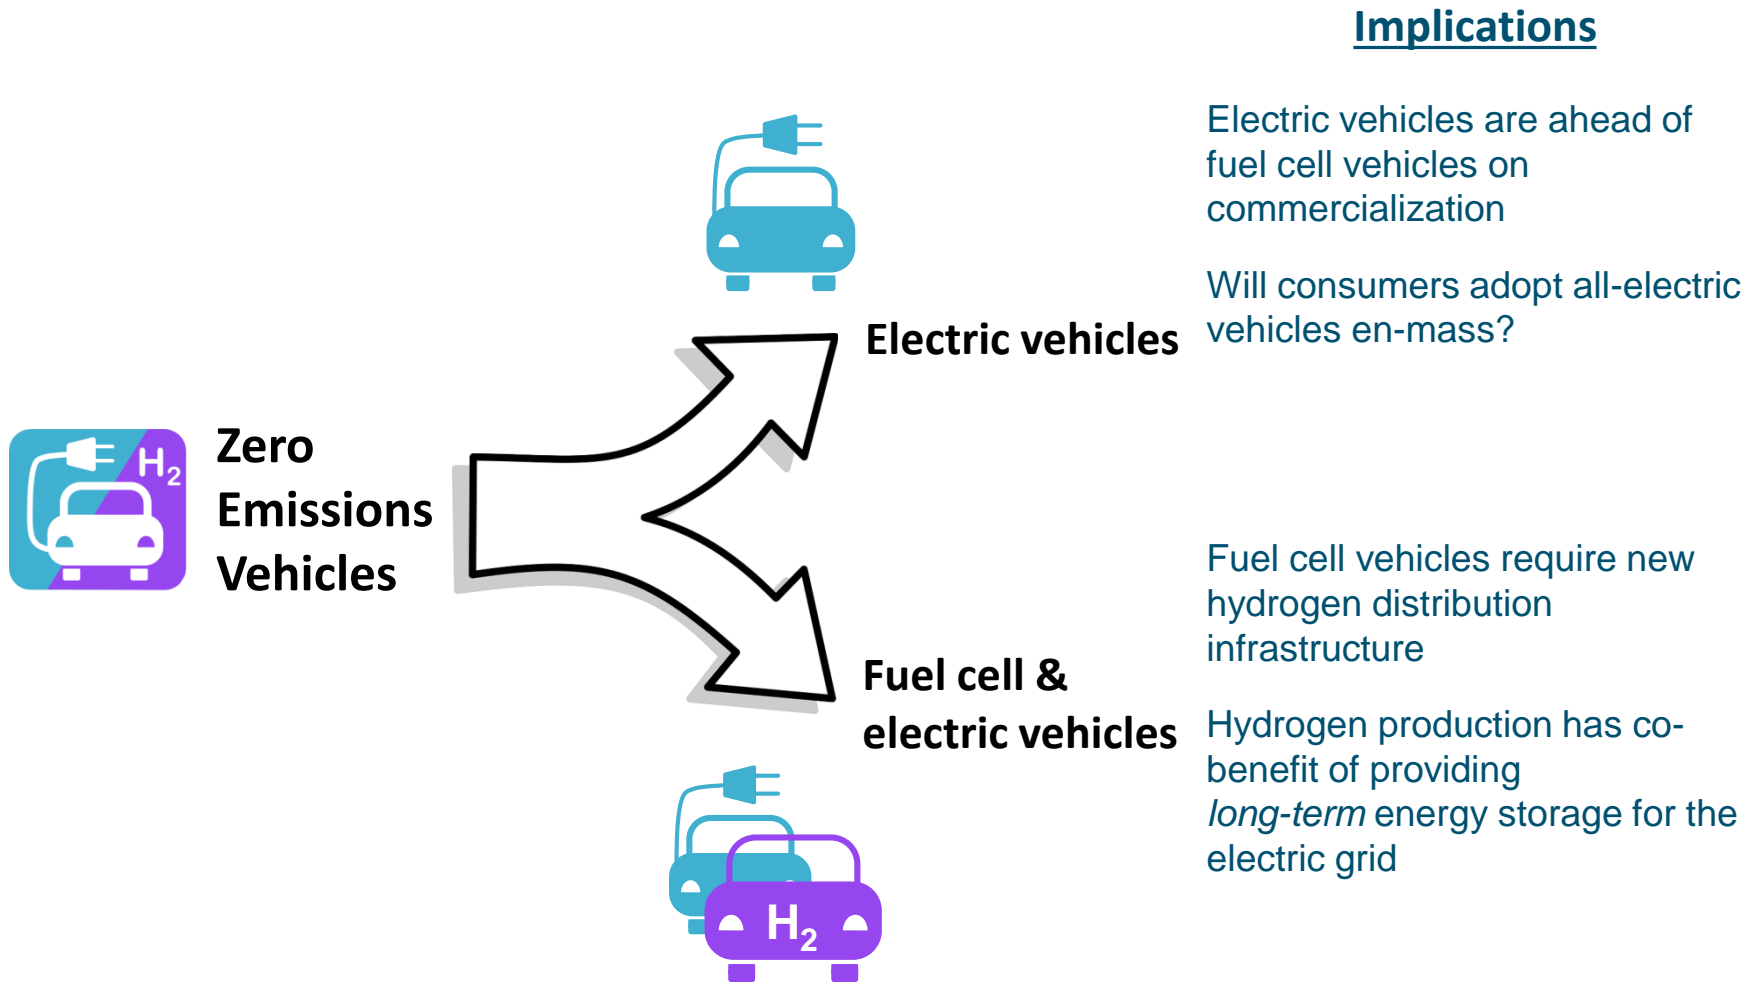 Implications
Electric vehicles are ahead of
fuel cell vehicles on
commercialization
Will consumers adopt all-electric
vehicles en-mass?
Electric vehicles
H2
Zero
Emissions
Vehicles
Fuel cell vehicles require new
hydrogen distribution
infrastructure
Fuel cell &
electric vehicles
Hydrogen production has co-
benefit of providing
long-term energy storage for the
electric grid
H2